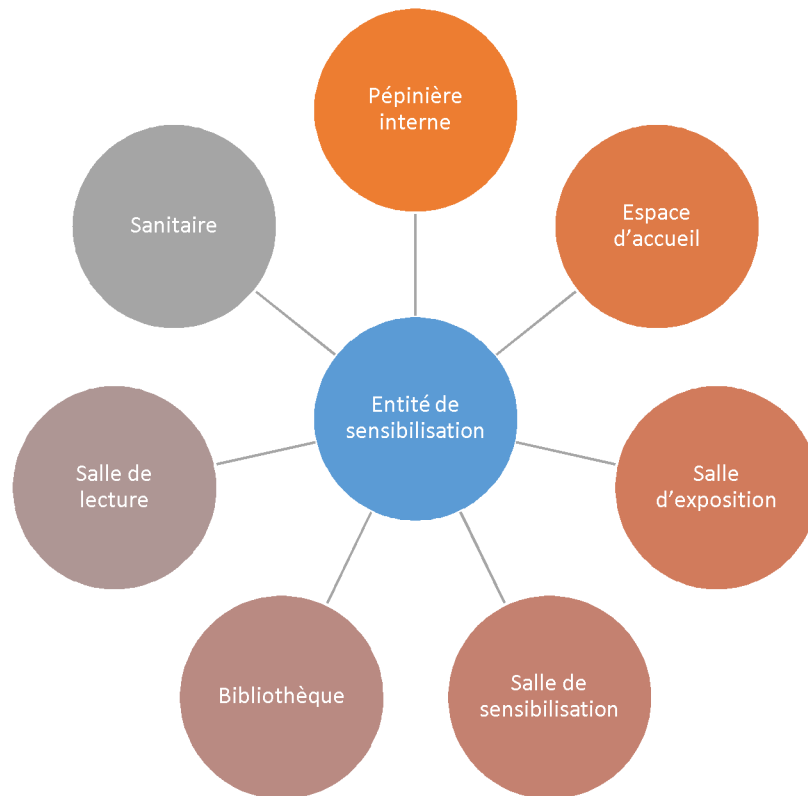 Pépinière
interne
Espace
d’accueil
Salle
d’exposition
Salle de
sensibilisation
Bibliothèque
Salle de
lecture
Sanitaire
Entité de
sensibilisation